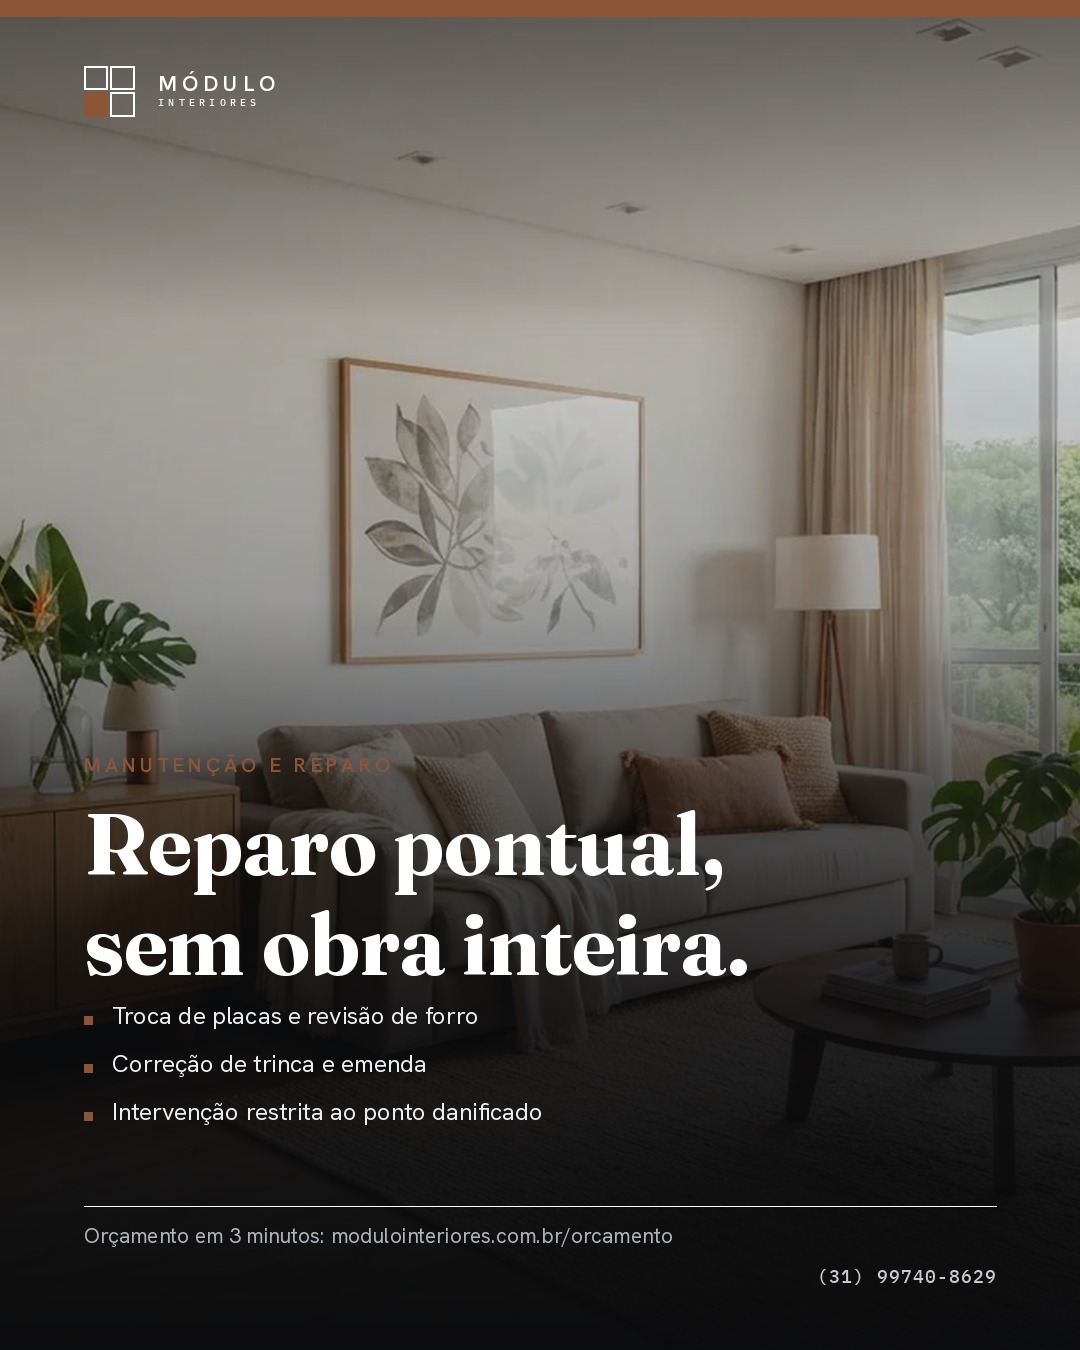 MÓDULO
INTERIORES
MANUTENÇÃO E REPARO
Reparo pontual,
sem obra inteira.
Troca de placas e revisão de forro
Correção de trinca e emenda
Intervenção restrita ao ponto danificado
Orçamento em 3 minutos: modulointeriores.com.br/orcamento
(31) 99740-8629